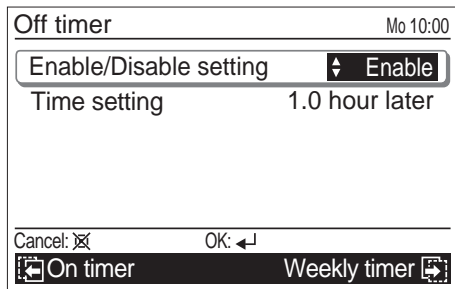 Off timer Mo 10:00
Enable/Disable setting Enable
Time setting 1.0 hour later
Cancel: OK:
On timer Weekly timer